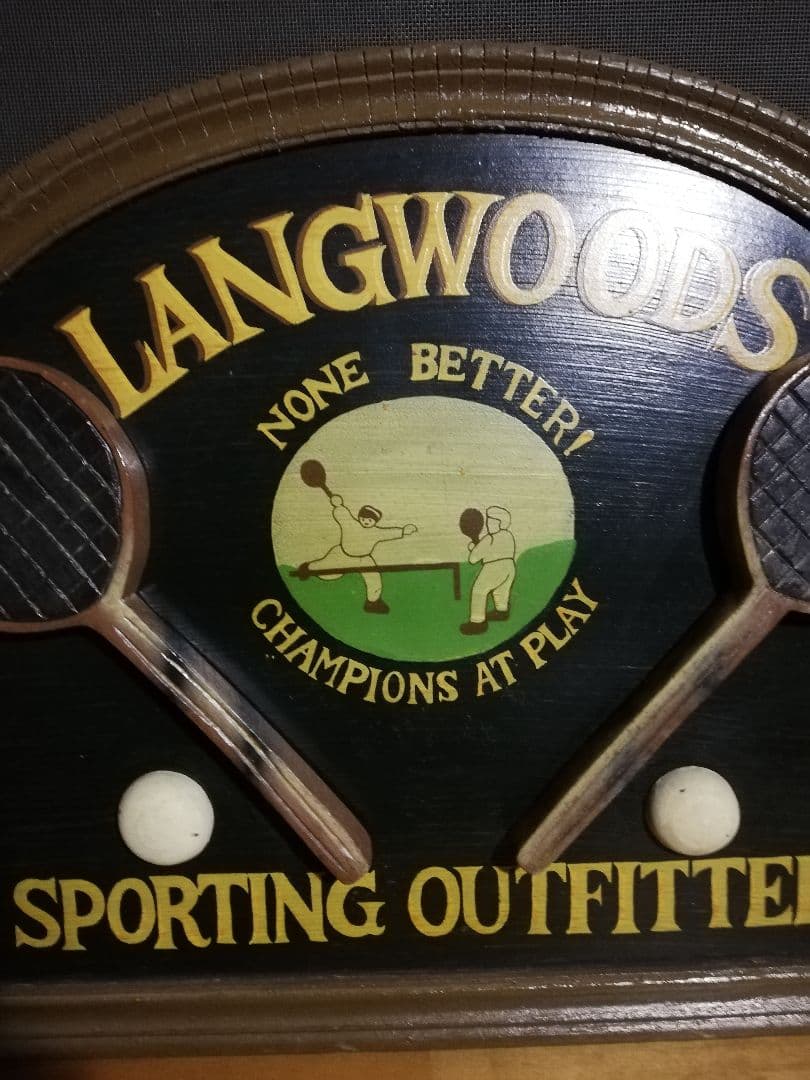 LANGWOODS
NONE BETTER!
CHAMPIONS AT PLAY
SPORTING OUTFITTE